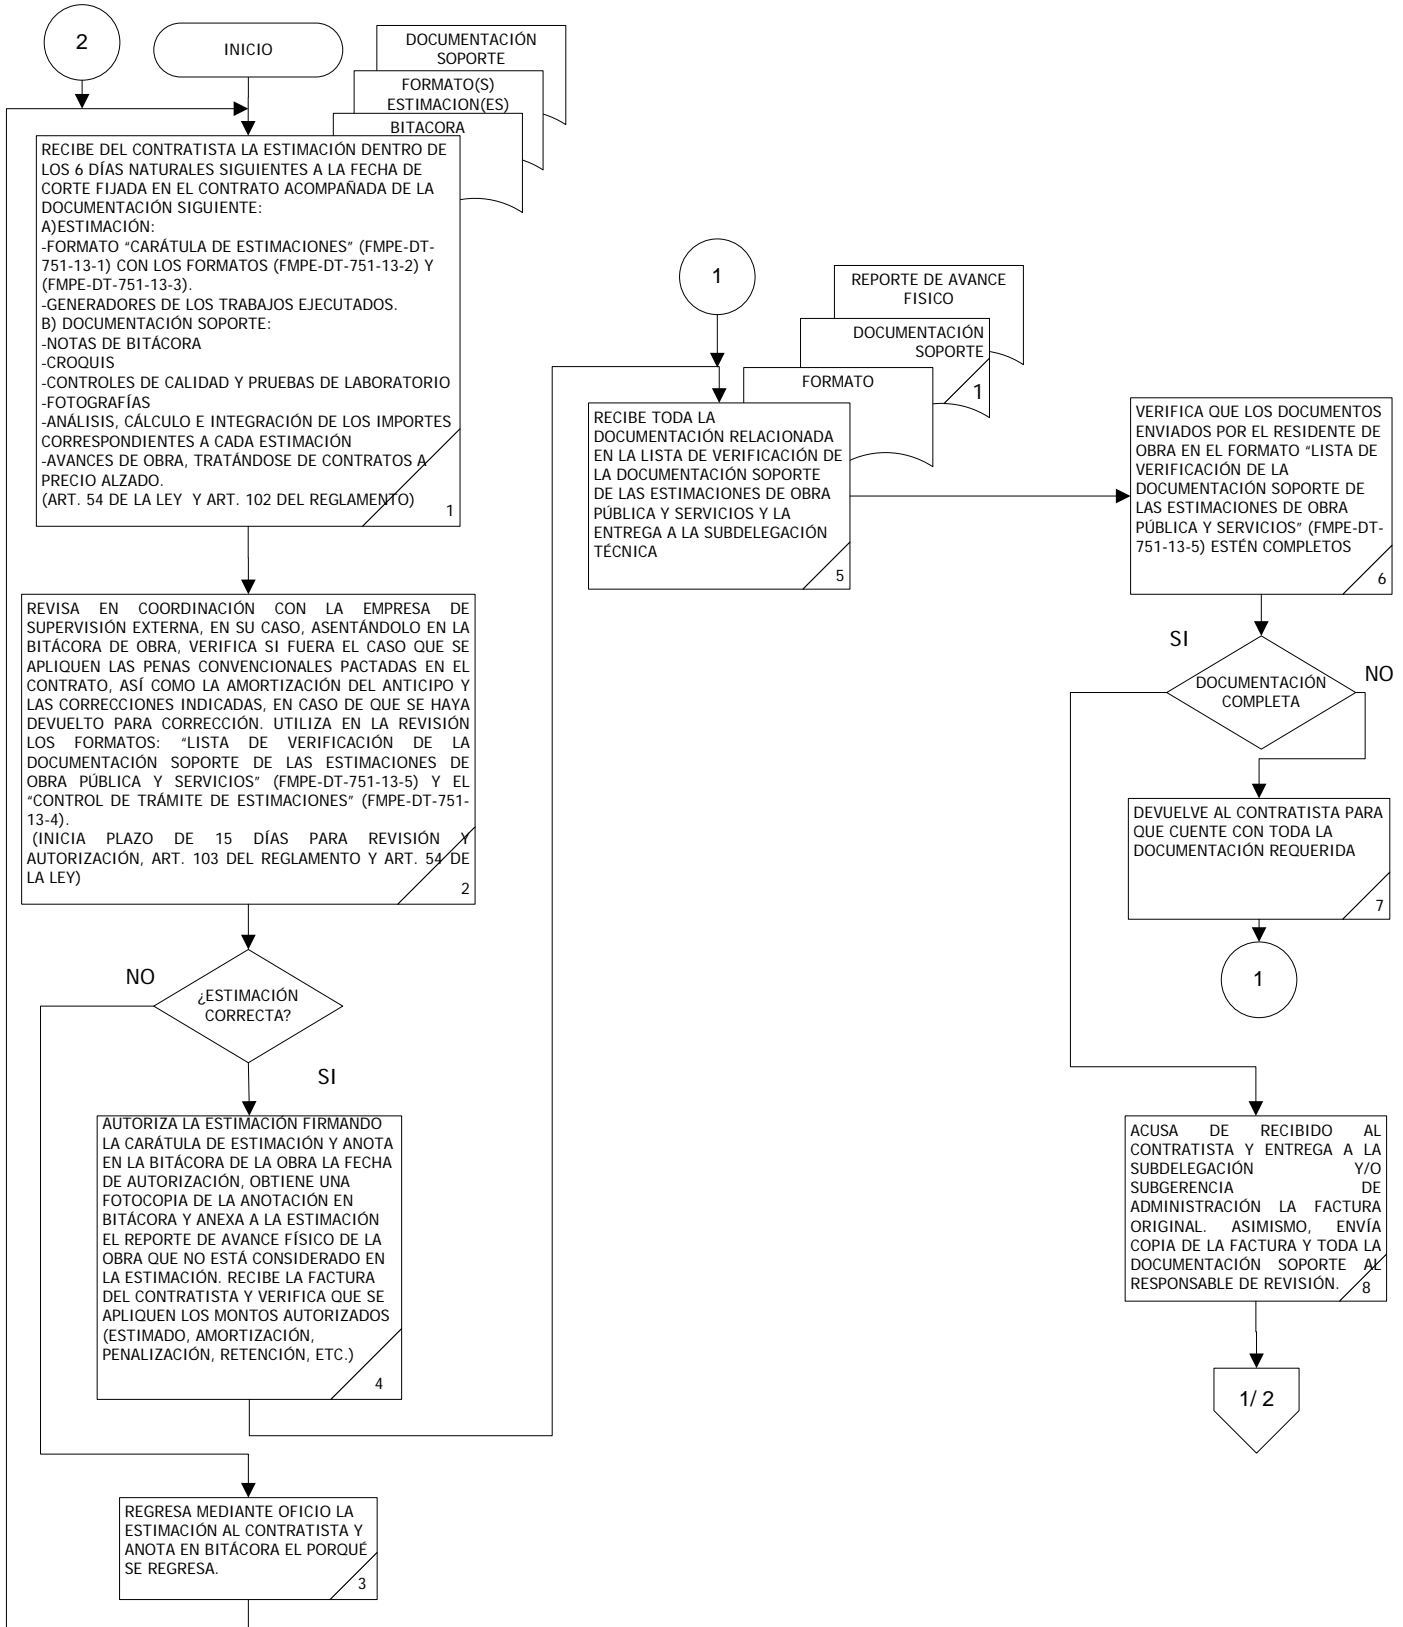 2
INICIO
DOCUMENTACIÓN
SOPORTE
FORMATO(S)
ESTIMACION(ES)
BITACORA
RECIBE DEL CONTRATISTA LA ESTIMACIÓN DENTRO DE
LOS 6 DÍAS NATURALES SIGUIENTES A LA FECHA DE
CORTE FIJADA EN EL CONTRATO ACOMPAÑADA DE LA
DOCUMENTACIÓN SIGUIENTE:
A)ESTIMACIÓN:
-FORMATO “CARÁTULA DE ESTIMACIONES” (FMPE-DT-
751-13-1) CON LOS FORMATOS (FMPE-DT-751-13-2) Y
(FMPE-DT-751-13-3).
-GENERADORES DE LOS TRABAJOS EJECUTADOS.
B) DOCUMENTACIÓN SOPORTE:
-NOTAS DE BITÁCORA
-CROQUIS
-CONTROLES DE CALIDAD Y PRUEBAS DE LABORATORIO
-FOTOGRAFÍAS
-ANÁLISIS, CÁLCULO E INTEGRACIÓN DE LOS IMPORTES
CORRESPONDIENTES A CADA ESTIMACIÓN
-AVANCES DE OBRA, TRATÁNDOSE DE CONTRATOS A
PRECIO ALZADO.
(ART. 54 DE LA LEY Y ART. 102 DEL REGLAMENTO)
1
REVISA EN COORDINACIÓN CON LA EMPRESA DE
SUPERVISIÓN EXTERNA, EN SU CASO, ASENTÁNDOLO EN LA
BITÁCORA DE OBRA, VERIFICA SI FUERA EL CASO QUE SE
APLIQUEN LAS PENAS CONVENCIONALES PACTADAS EN EL
CONTRATO, ASÍ COMO LA AMORTIZACIÓN DEL ANTICIPO Y
LAS CORRECCIONES INDICADAS, EN CASO DE QUE SE HAYA
DEVUELTO PARA CORRECCIÓN. UTILIZA EN LA REVISIÓN
LOS FORMATOS: “LISTA DE VERIFICACIÓN DE LA
DOCUMENTACIÓN SOPORTE DE LAS ESTIMACIONES DE
OBRA PÚBLICA Y SERVICIOS” (FMPE-DT-751-13-5) Y EL
“CONTROL DE TRÁMITE DE ESTIMACIONES” (FMPE-DT-751-
13-4).
(INICIA PLAZO DE 15 DÍAS PARA REVISIÓN Y
AUTORIZACIÓN, ART. 103 DEL REGLAMENTO Y ART. 54 DE
LA LEY)
2
NO
¿ESTIMACIÓN
CORRECTA?
SI
AUTORIZA LA ESTIMACIÓN FIRMANDO
LA CARÁTULA DE ESTIMACIÓN Y ANOTA
EN LA BITÁCORA DE LA OBRA LA FECHA
DE AUTORIZACIÓN, OBTIENE UNA
FOTOCOPIA DE LA ANOTACIÓN EN
BITÁCORA Y ANEXA A LA ESTIMACIÓN
EL REPORTE DE AVANCE FÍSICO DE LA
OBRA QUE NO ESTÁ CONSIDERADO EN
LA ESTIMACIÓN. RECIBE LA FACTURA
DEL CONTRATISTA Y VERIFICA QUE SE
APLIQUEN LOS MONTOS AUTORIZADOS
(ESTIMADO, AMORTIZACIÓN,
PENALIZACIÓN, RETENCIÓN, ETC.)
4
REGRESA MEDIANTE OFICIO LA
ESTIMACIÓN AL CONTRATISTA Y
ANOTA EN BITÁCORA EL PORQUÉ
SE REGRESA.
3
1
REPORTE DE AVANCE
FISICO
DOCUMENTACIÓN
SOPORTE
1
FORMATO
RECIBE TODA LA
DOCUMENTACIÓN RELACIONADA
EN LA LISTA DE VERIFICACIÓN DE
LA DOCUMENTACIÓN SOPORTE
DE LAS ESTIMACIONES DE OBRA
PÚBLICA Y SERVICIOS Y LA
ENTREGA A LA SUBDELEGACIÓN
TÉCNICA
5
VERIFICA QUE LOS DOCUMENTOS
ENVIADOS POR EL RESIDENTE DE
OBRA EN EL FORMATO “LISTA DE
VERIFICACIÓN DE LA
DOCUMENTACIÓN SOPORTE DE
LAS ESTIMACIONES DE OBRA
PÚBLICA Y SERVICIOS” (FMPE-DT-
751-13-5) ESTÉN COMPLETOS
6
SI
DOCUMENTACIÓN
COMPLETA
NO
DEVUELVE AL CONTRATISTA PARA
QUE CUENTE CON TODA LA
DOCUMENTACIÓN REQUERIDA
7
1
ACUSA DE RECIBIDO AL
CONTRATISTA Y ENTREGA A LA
SUBDELEGACIÓN Y/O
SUBGERENCIA DE
ADMINISTRACIÓN LA FACTURA
ORIGINAL. ASIMISMO, ENVÍA
COPIA DE LA FACTURA Y TODA LA
DOCUMENTACIÓN SOPORTE AL
RESPONSABLE DE REVISIÓN.
8
1/ 2